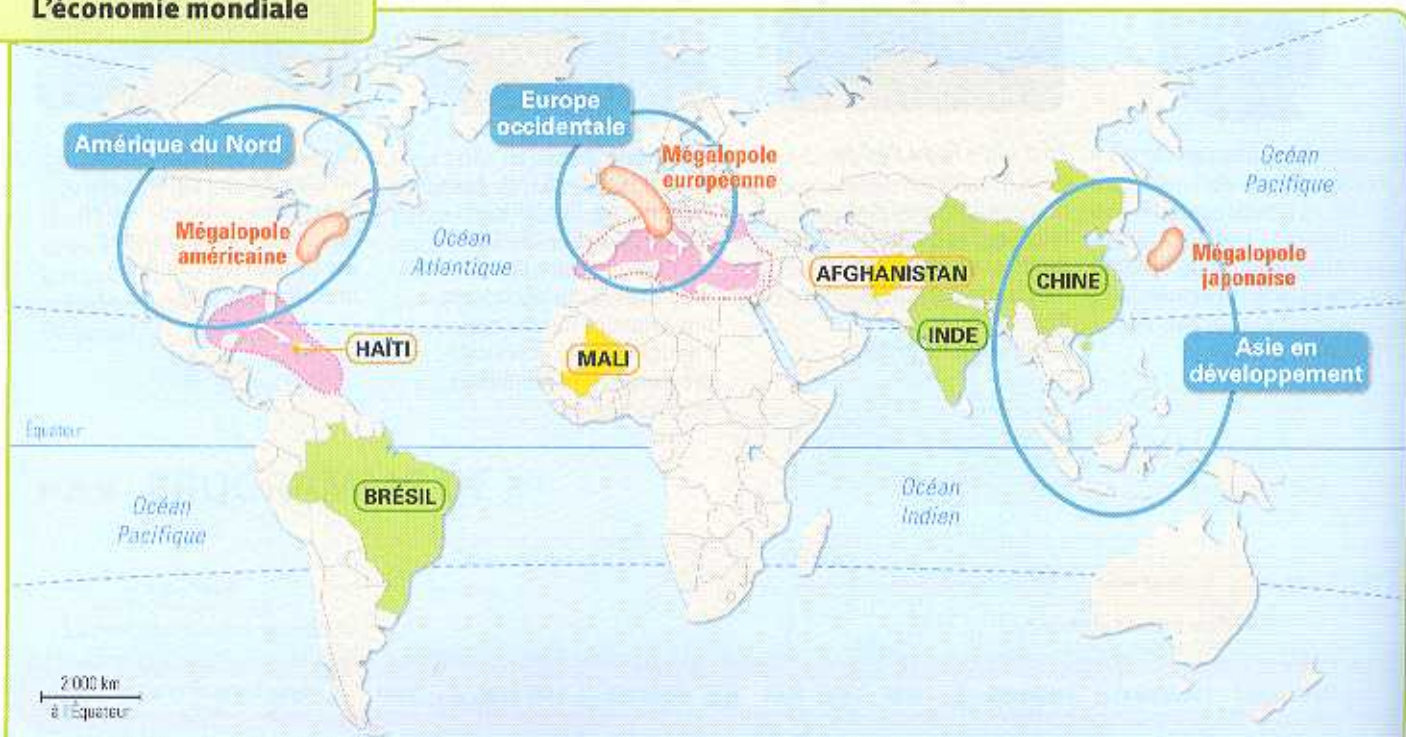 L'économie mondiale
Amérique du Nord
Europe
occidentale
Mégalopole
européenne
Océan
Pacifique
Mégalopole
américaine
Océan
Atlantique
AFGHANISTAN
CHINE
Mégalopole
japonaise
HAÏTI
MALI
INDE
Asie en
développement
Équateur
BRÉSIL
Océan
Pacifique
Océan
Indien
2 000 km
à l'Équateur